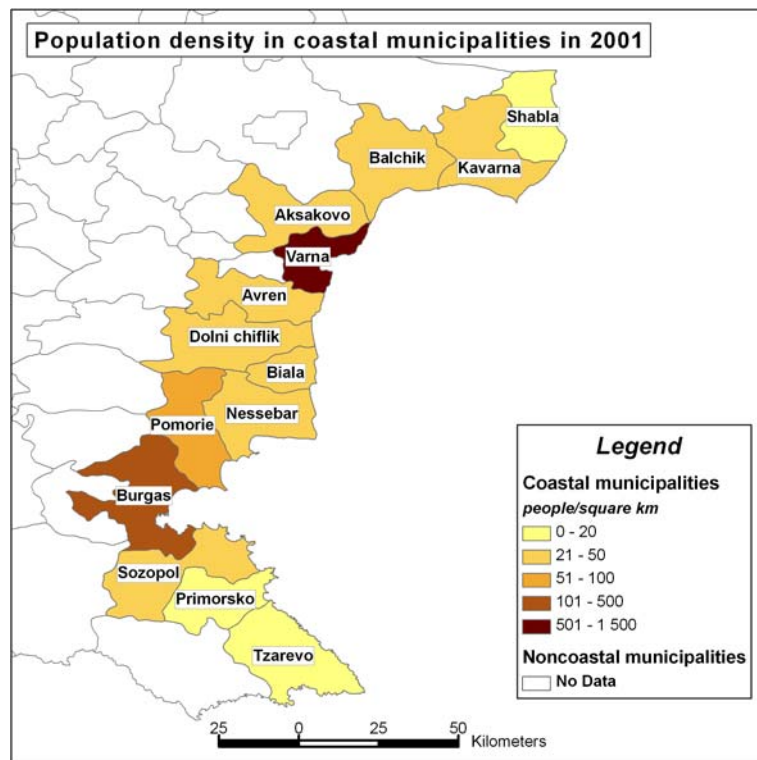 Population density in coastal municipalities in 2001
Shabla
Balchik
Kavarna
Aksakovo
Varna
Avren
Dolni chiflik
Biala
Nessebar
Pomorie
Burgas
Sozopol
Primorsko
Tzarevo
Legend
Coastal municipalities
people/square km
0 - 20
21 - 50
51 - 100
101 - 500
501 - 1 500
Noncoastal municipalities
No Data
25 0 25 50
Kilometers